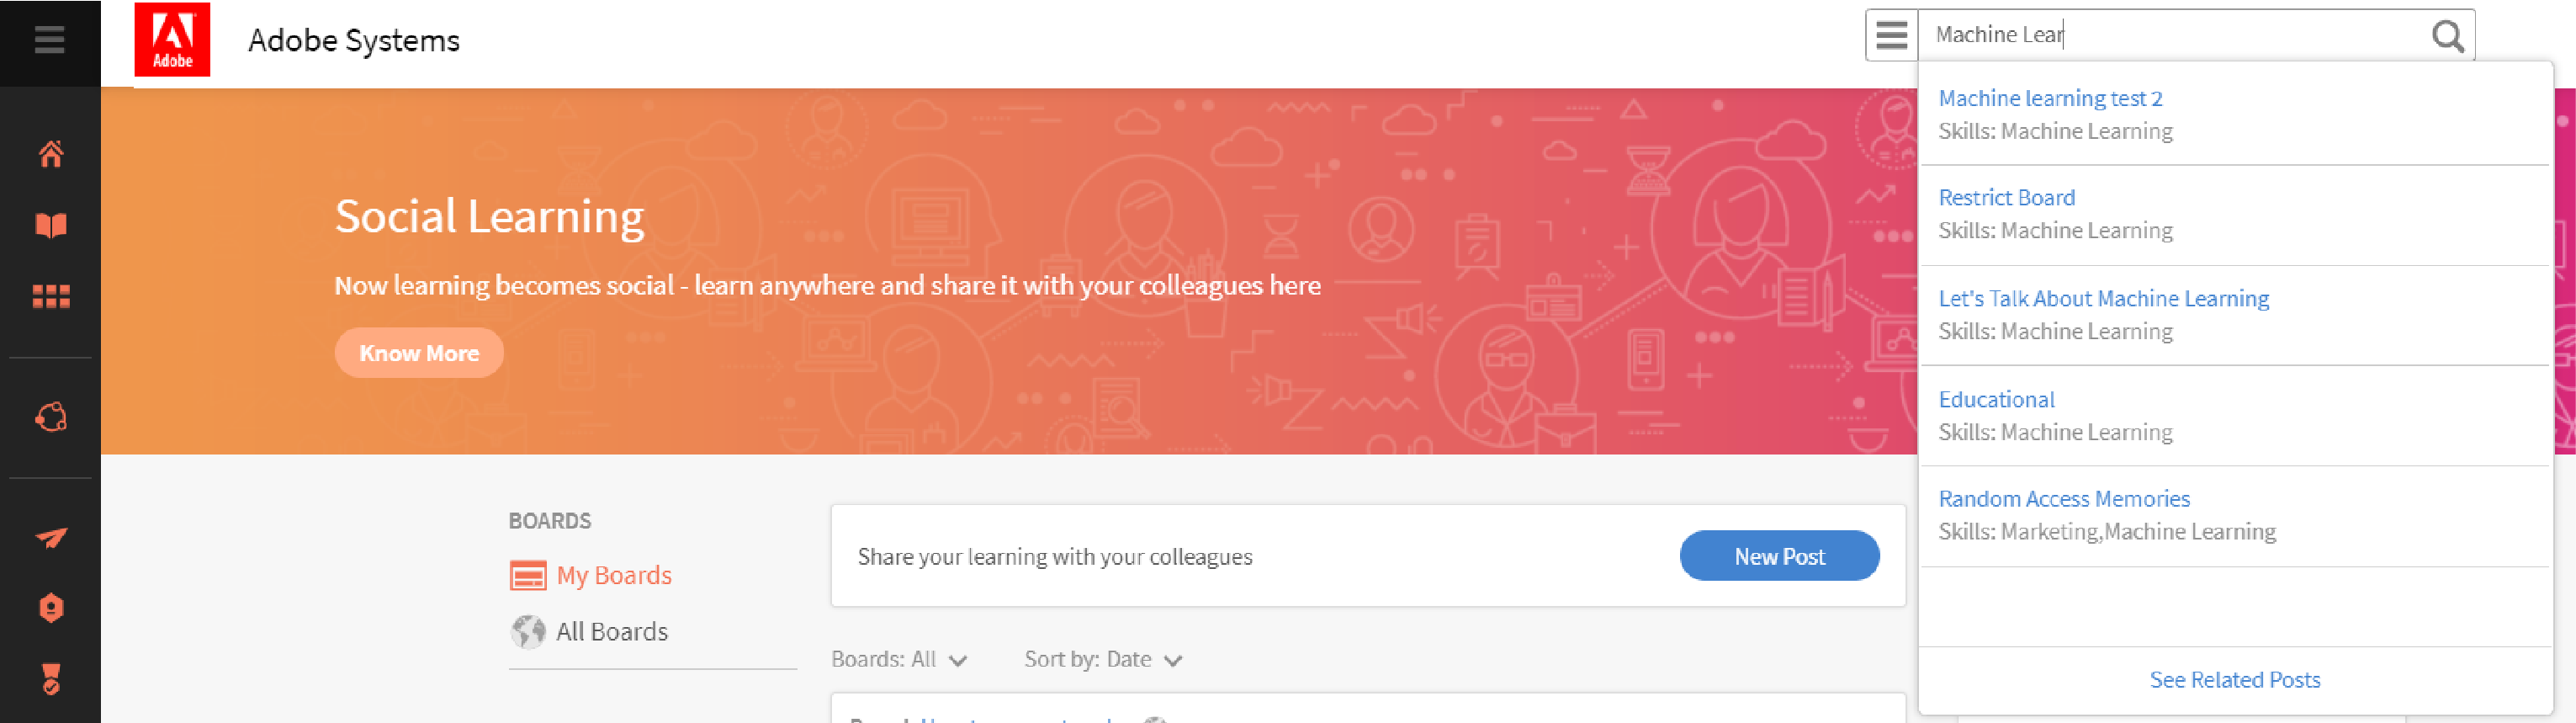 Adobe
Adobe Systems
Machine Lear
Machine learning test 2
Skills: Machine Learning
Restrict Board
Skills: Machine Learning
Let's Talk About Machine Learning
Skills: Machine Learning
Educational
Skills: Machine Learning
Random Access Memories
Skills: Marketing,Machine Learning
See Related Posts
Social Learning
Now learning becomes social - learn anywhere and share it with your colleagues here
Know More
BOARDS
My Boards
All Boards
Share your learning with your colleagues
New Post
Boards: All
Sort by: Date